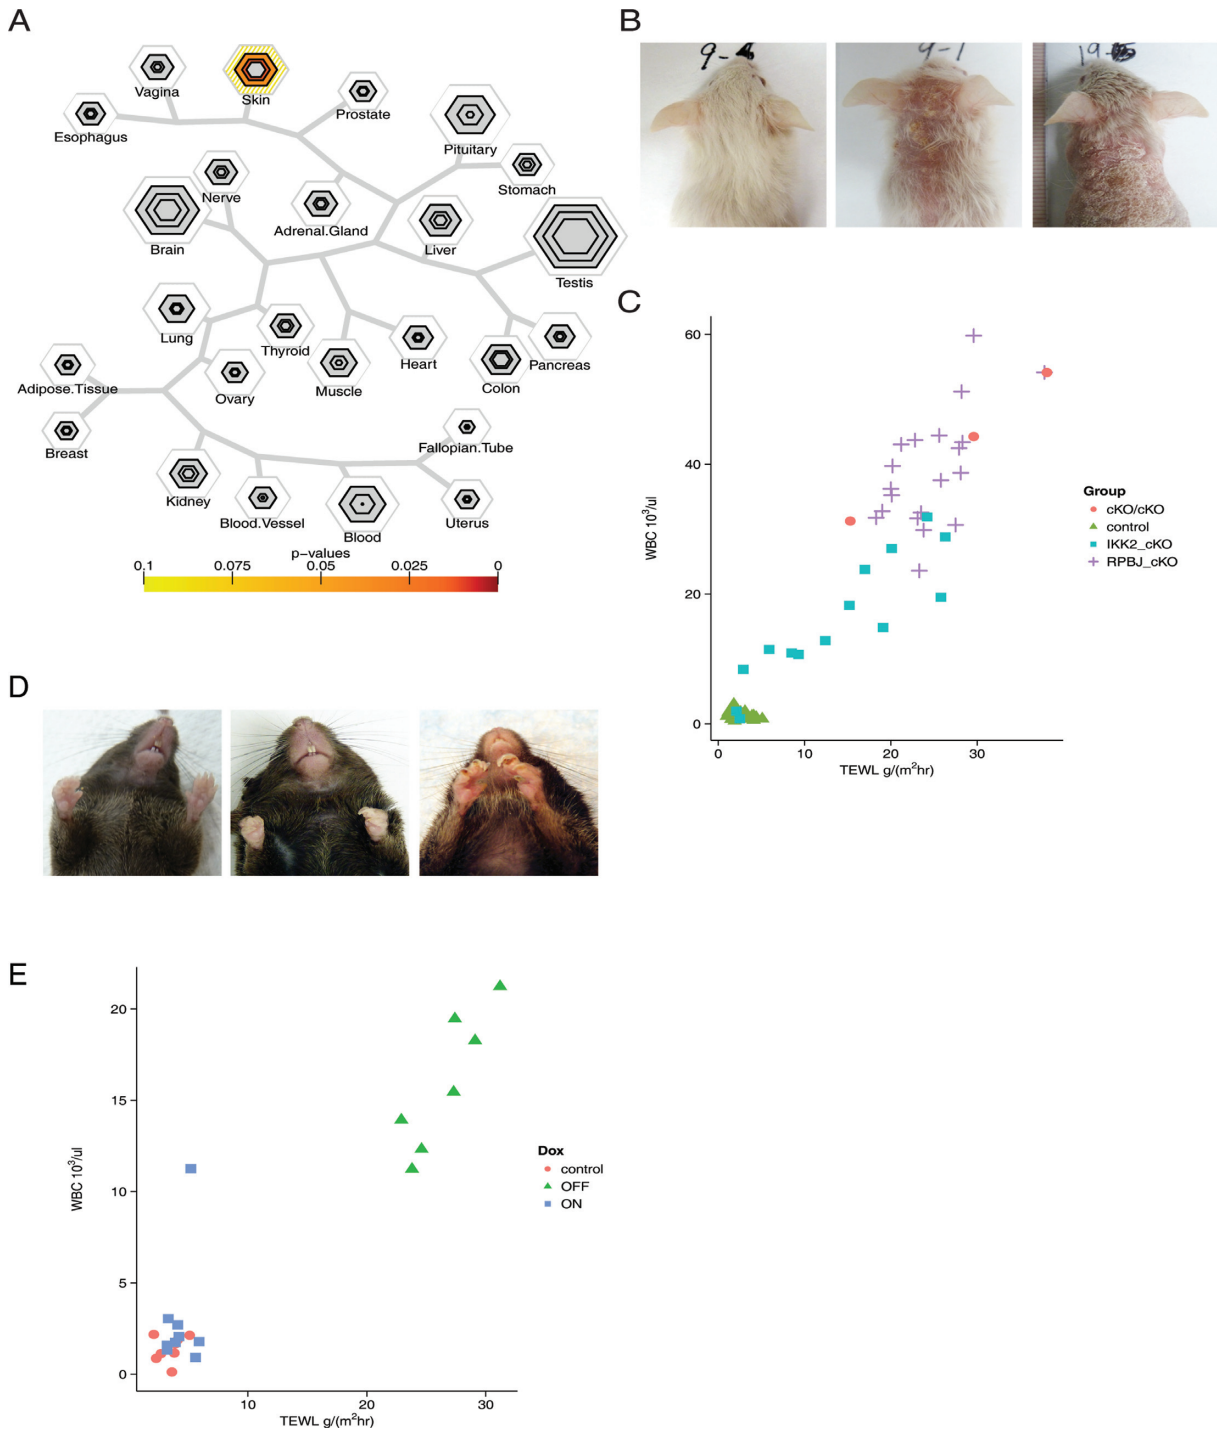 A
Vagina
Skin
Prostate
Esophagus
Pituitary
Stomach
Nerve
Adrenal.Gland
Liver
Brain
Testis
Lung
Thyroid
Heart
Pancreas
Muscle
Colon
Adipose.Tissue
Ovary
Breast
Fallopian.Tube
Kidney
Blood.Vessel
Uterus
Blood
p-values
0.1 0.075 0.05 0.025 0
B
9-1
C
WBC 10³/ul
60
40
20
0
0 10 20 30
TEWL g/(m²hr)
Group
cKO/cKO
control
IKK2_cKO
RPBJ_cKO
D
E
WBC 10³/ul
20
15
10
5
0
10 20 30
TEWL g/(m²hr)
Dox
control
OFF
ON